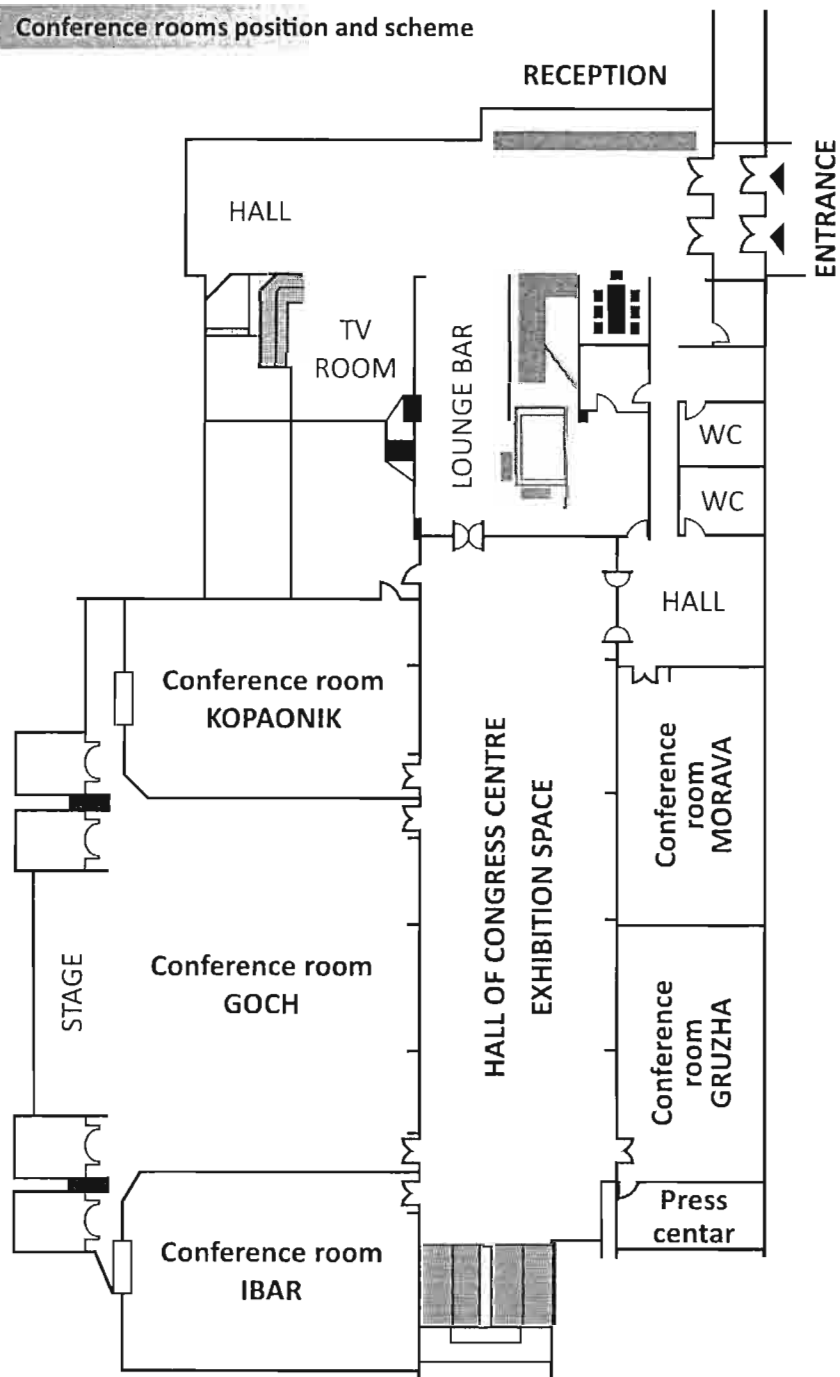 Conference rooms position and scheme
RECEPTION
ENTRANCE
HALL
TV
ROOM
LOUNGE BAR
WC
WC
HALL
Conference room
KOPAONIK
HALL OF CONGRESS CENTRE
EXHIBITION SPACE
Conference
room
MORAVA
STAGE
Conference room
GOCH
Conference
room
GRUZHA
Press
centar
Conference room
IBAR